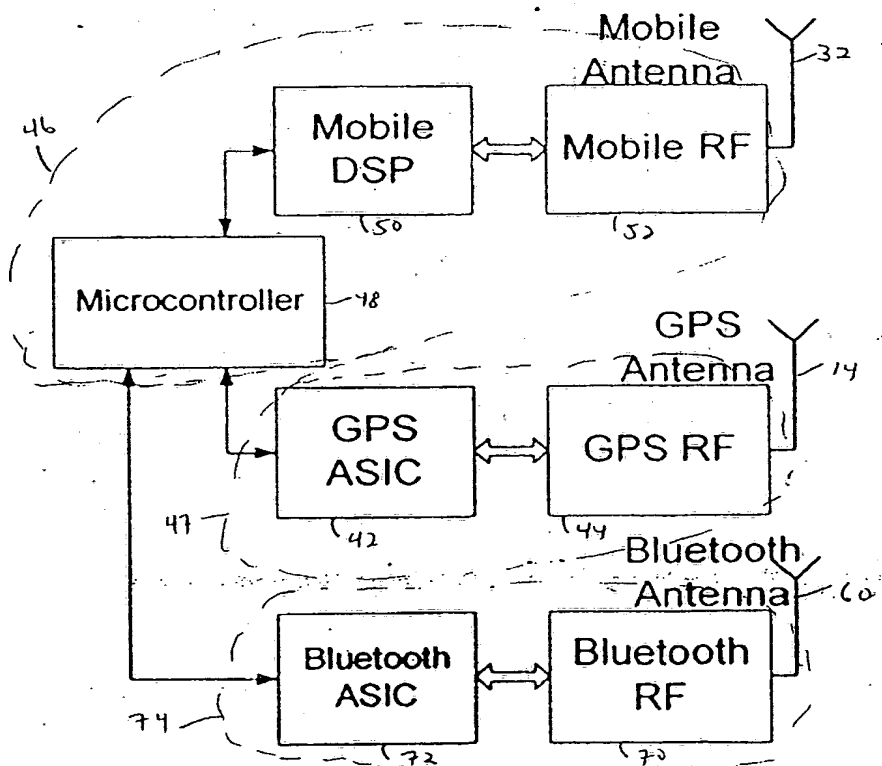 Mobile
Antenna
32
46
Mobile
DSP
Mobile RF
50
52
Microcontroller
48
GPS
Antenna
14
GPS
ASIC
GPS RF
47
42
44
Bluetooth
Antenna
60
Bluetooth
ASIC
Bluetooth
RF
74
72
70